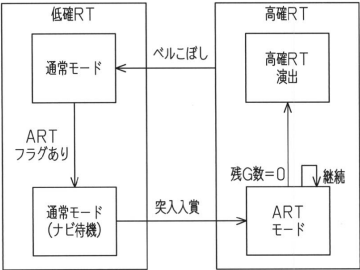 低確RT
高確RT
通常モード
ベルこぼし
高確RT
演出
ART
フラグあり
残G数=0
継続
通常モード
(ナビ待機)
突入入賞
ART
モード